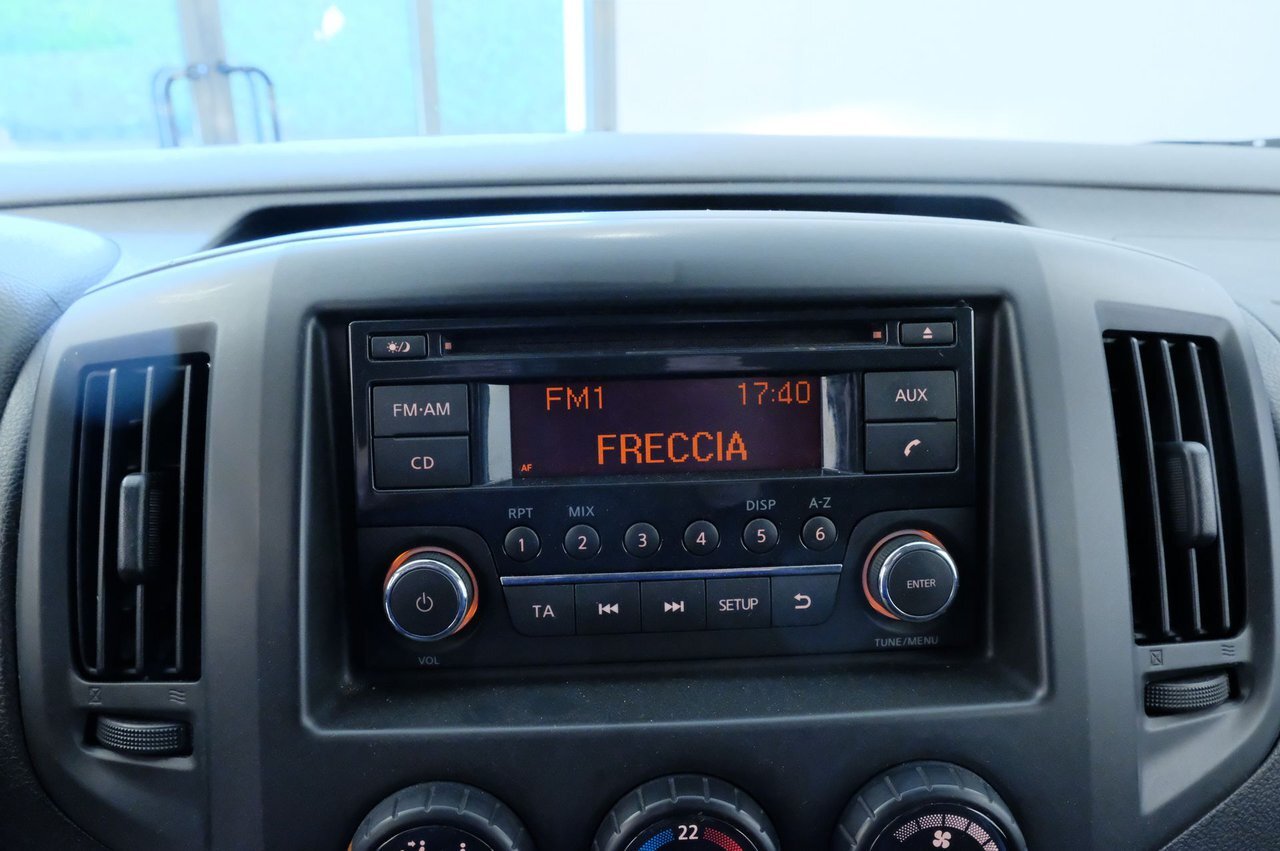 FM·AM
CD
FM1 17:40
FRECCIA
AF
AUX
RPT MIX DISP A-Z
1 2 3 4 5 6
TA SETUP
ENTER
VOL
TUNE/MENU
22